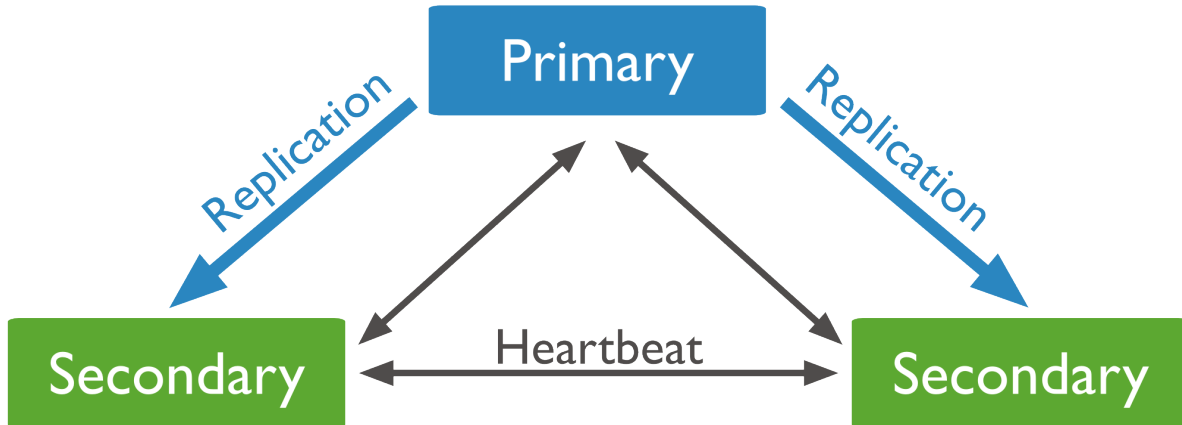 Primary
Replication
Replication
Heartbeat
Secondary
Secondary